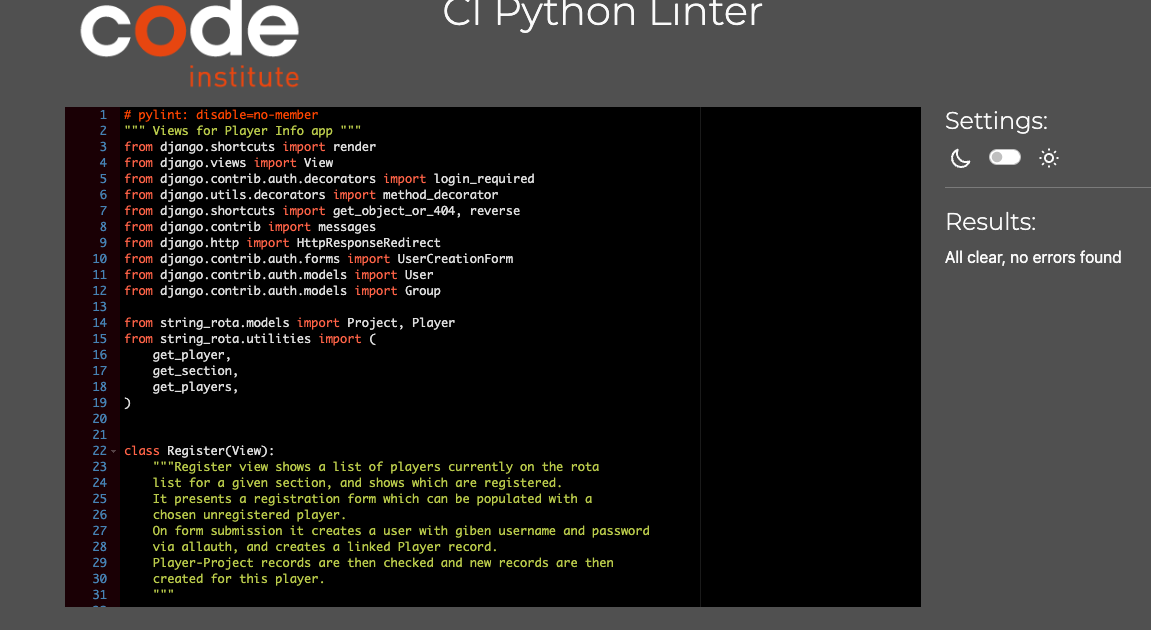 code
institute
CI Python Linter
1 # pylint: disable=no-member
2 """ Views for Player Info app """
3 from django.shortcuts import render
4 from django.views import View
5 from django.contrib.auth.decorators import login_required
6 from django.utils.decorators import method_decorator
7 from django.shortcuts import get_object_or_404, reverse
8 from django.contrib import messages
9 from django.http import HttpResponseRedirect
10 from django.contrib.auth.forms import UserCreationForm
11 from django.contrib.auth.models import User
12 from django.contrib.auth.models import Group
13
14 from string_rota.models import Project, Player
15 from string_rota.utilities import (
16     get_player,
17     get_section,
18     get_players,
19 )
20
21
22 class Register(View):
23     """Register view shows a list of players currently on the rota
24     list for a given section, and shows which are registered.
25     It presents a registration form which can be populated with a
26     chosen unregistered player.
27     On form submission it creates a user with giben username and password
28     via allauth, and creates a linked Player record.
29     Player-Project records are then checked and new records are then
30     created for this player.
31     """
Settings:
Results:
All clear, no errors found